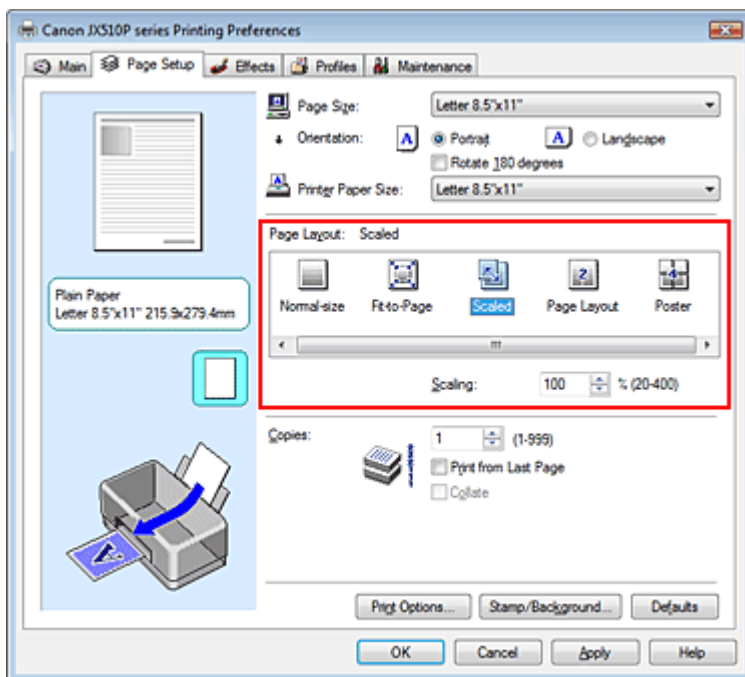 Canon JX510P series Printing Preferences
Main Page Setup Effects Profiles Maintenance
Page Size: Letter 8.5"x11"
Orientation: A Portrait A Landscape
Rotate 180 degrees
Printer Paper Size: Letter 8.5"x11"
Page Layout: Scaled
Normal-size Fit-to-Page Scaled Page Layout Poster
Plain Paper
Letter 8.5"x11" 215.9x279.4mm
Scaling: 100 % (20-400)
Copies: 1 (1-999)
Print from Last Page
Collate
Print Options... Stamp/Background... Defaults
OK Cancel Apply Help